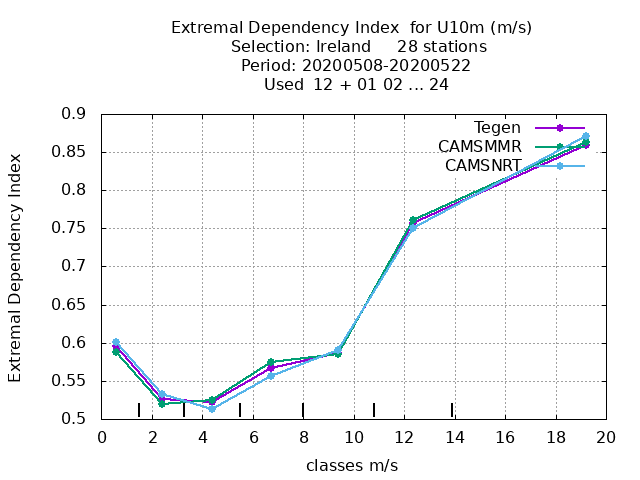 Extremal Dependency Index  for U10m (m/s)
Selection: Ireland     28 stations
Period: 20200508-20200522
Used  12 + 01 02 ... 24
Extremal Dependency Index
0.9
0.85
0.8
0.75
0.7
0.65
0.6
0.55
0.5
Tegen
CAMSMMR
CAMSNRT
0 2 4 6 8 10 12 14 16 18 20
classes m/s